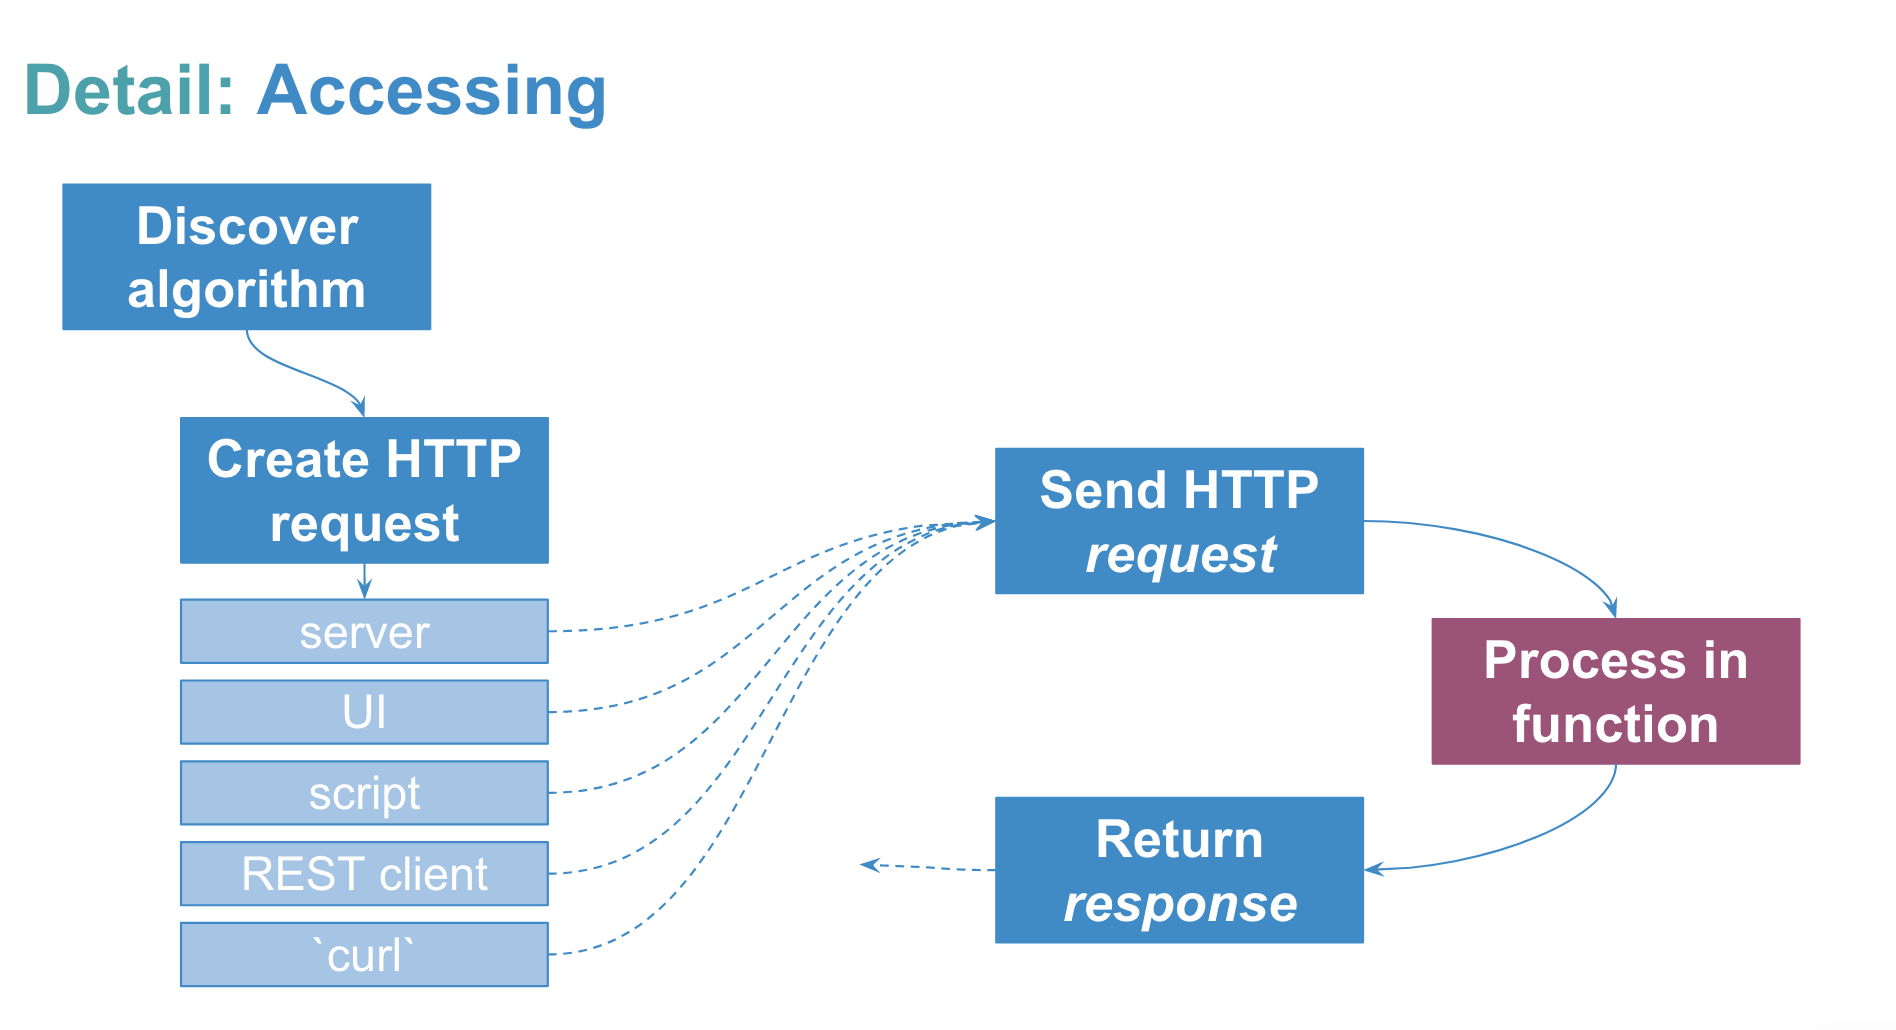 Detail: Accessing
Discover
algorithm
Create HTTP
request
server
UI
script
REST client
`curl`
Send HTTP
request
Process in
function
Return
response